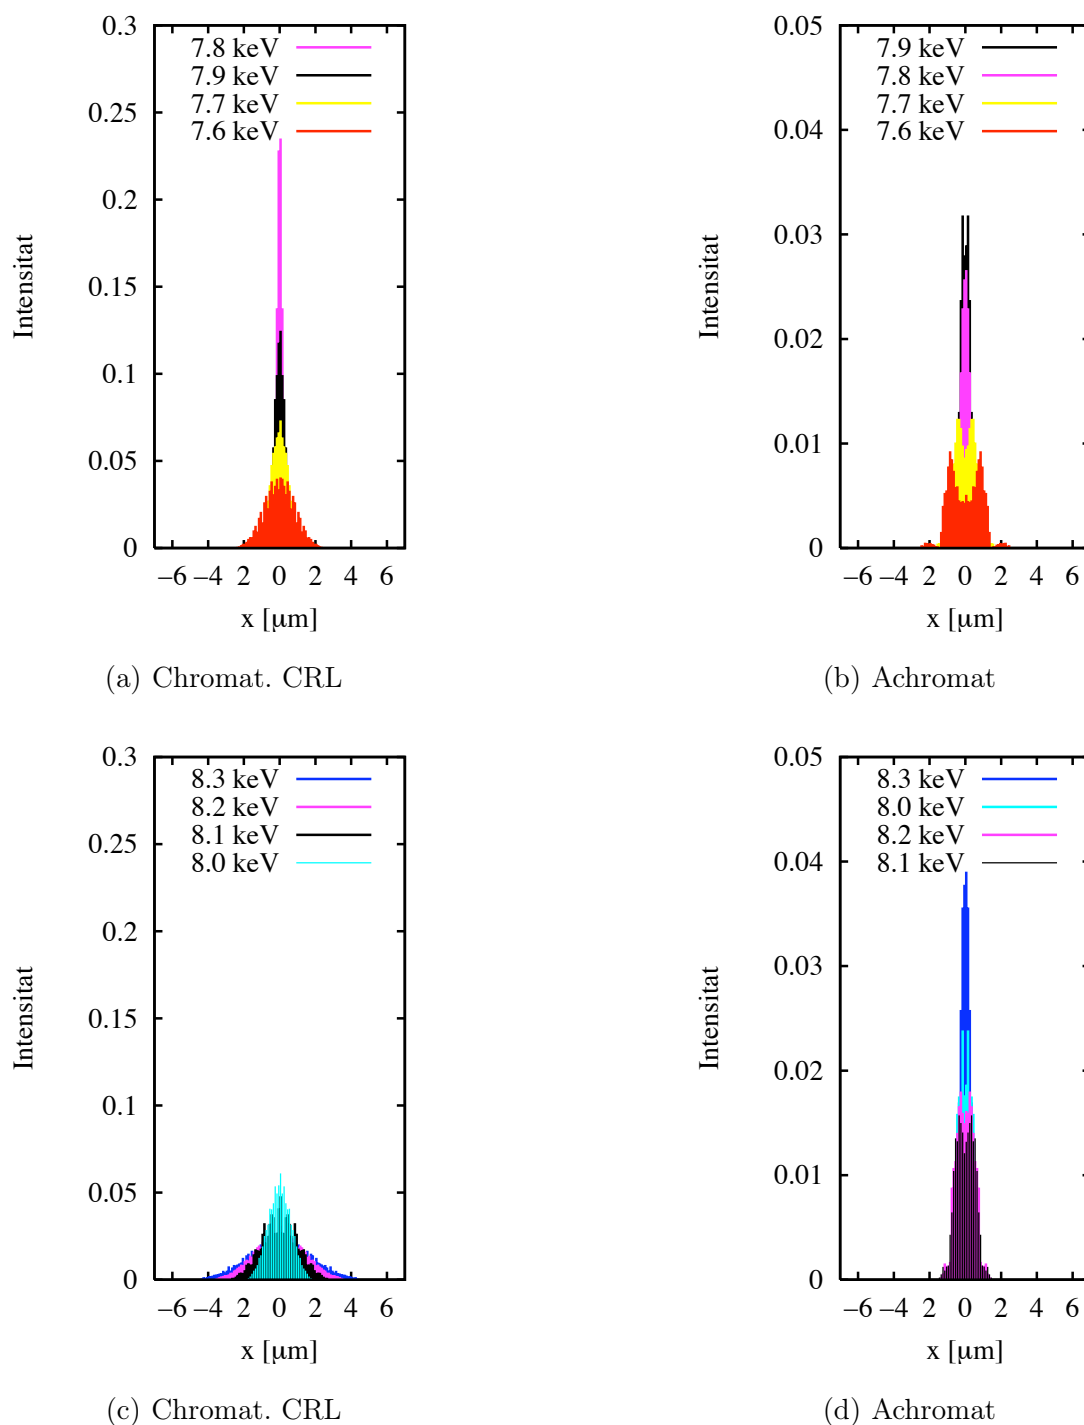 0.3
0.25
0.2
0.15
0.1
0.05
0
Intensitat
7.8 keV
7.9 keV
7.7 keV
7.6 keV
−6 −4 2 0 2 4 6
x [µm]
(a) Chromat. CRL
0.05
0.04
0.03
0.02
0.01
0
Intensitat
7.9 keV
7.8 keV
7.7 keV
7.6 keV
−6 −4 2 0 2 4 6
x [µm]
(b) Achromat
0.3
0.25
0.2
0.15
0.1
0.05
0
Intensitat
8.3 keV
8.2 keV
8.1 keV
8.0 keV
−6 −4 2 0 2 4 6
x [µm]
(c) Chromat. CRL
0.05
0.04
0.03
0.02
0.01
0
Intensitat
8.3 keV
8.0 keV
8.2 keV
8.1 keV
−6 −4 2 0 2 4 6
x [µm]
(d) Achromat